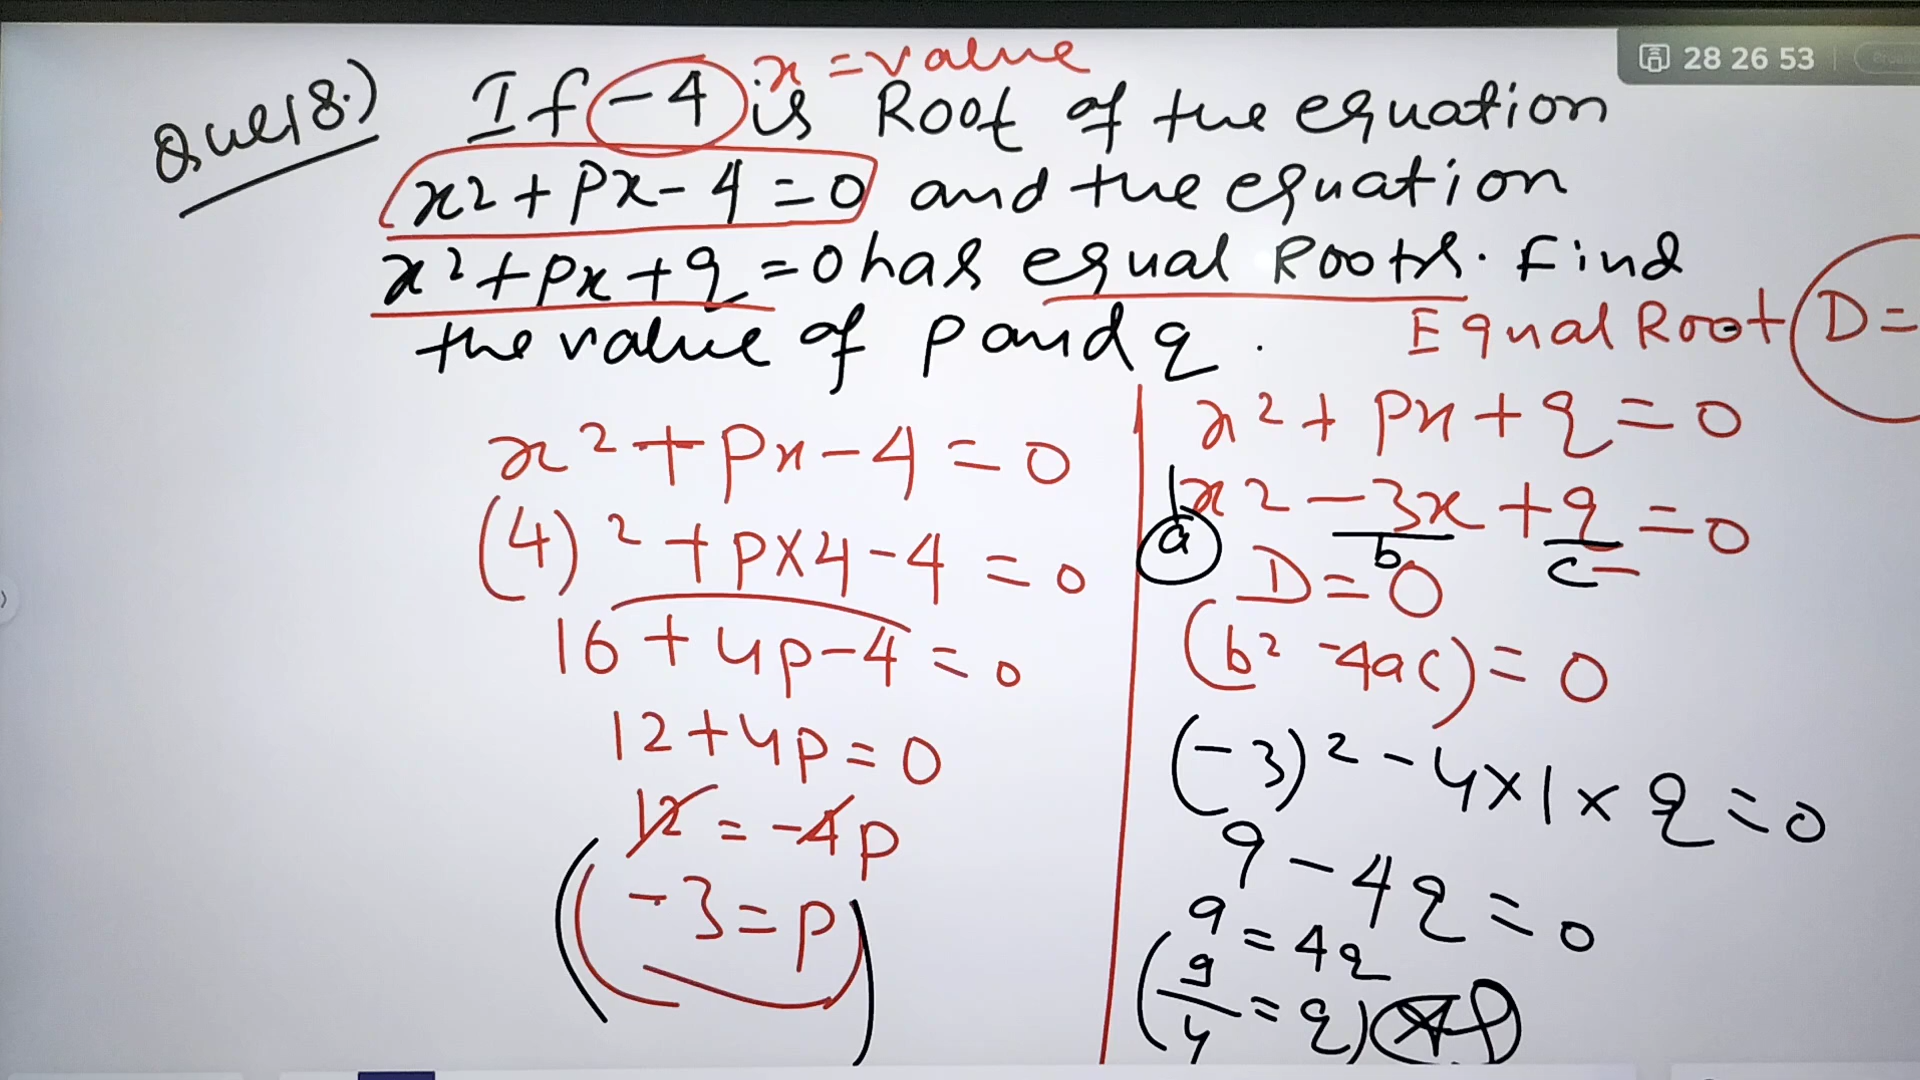 28 26 53
x = value
Que18.) If -4 is Root of the equation
x2 + px - 4 = 0 and the equation
x² + px + q = 0 has equal Roots. Find
the value of p and q.
Equal Root D =
x² + px - 4 = 0
(4)² + p×4 - 4 = 0
16 + 4p - 4 = 0
12 + 4p = 0
12 = -4p
(-3 = p)
x² + px + q = 0
1x² - 3x + q = 0
a b c
D = 0
(b² - 4ac) = 0
(-3)² - 4×1×q = 0
9 - 4q = 0
9 = 4q
(9/4 = q)